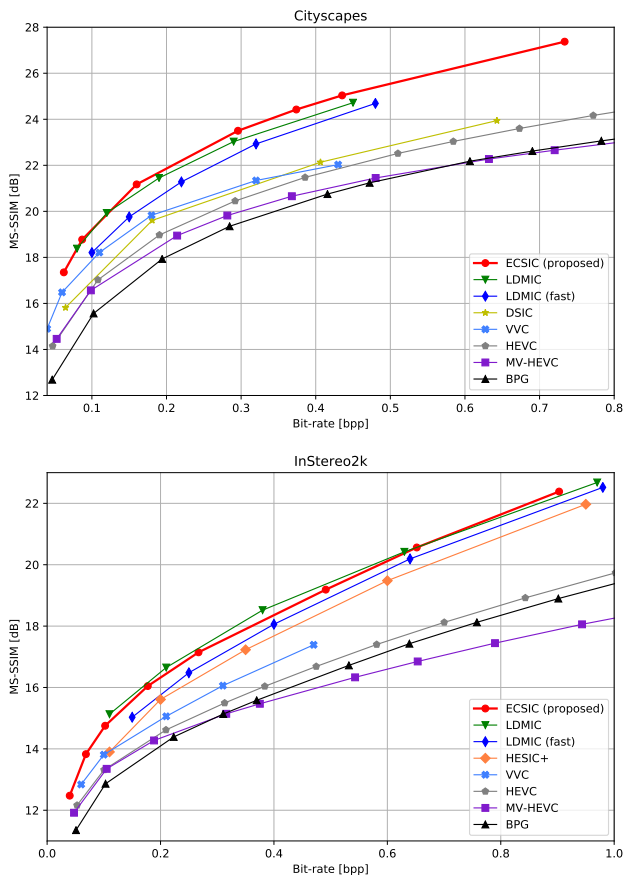 Cityscapes
28
26
24
22
20
18
16
14
12
MS-SSIM [dB]
ECSIC (proposed)
LDMIC
LDMIC (fast)
DSIC
VVC
HEVC
MV-HEVC
BPG
0.1 0.2 0.3 0.4 0.5 0.6 0.7 0.8
Bit-rate [bpp]
InStereo2k
22
20
18
16
14
12
MS-SSIM [dB]
ECSIC (proposed)
LDMIC
LDMIC (fast)
HESIC+
VVC
HEVC
MV-HEVC
BPG
0.0 0.2 0.4 0.6 0.8 1.0
Bit-rate [bpp]